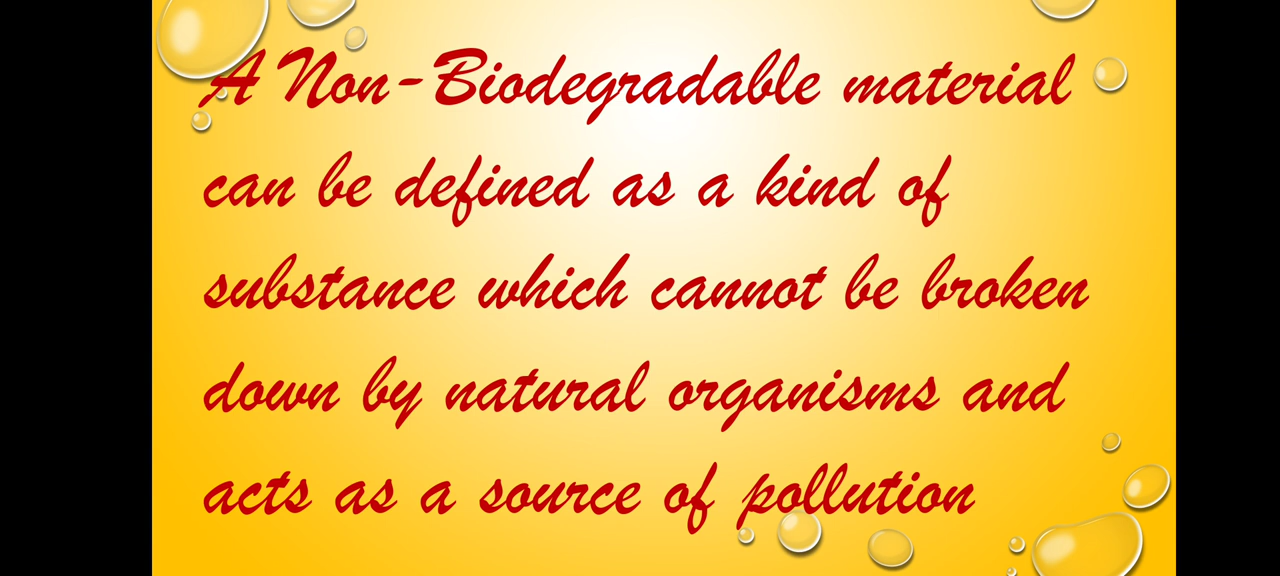 A Non-Biodegradable material
can be defined as a kind of
substance which cannot be broken
down by natural organisms and
acts as a source of pollution